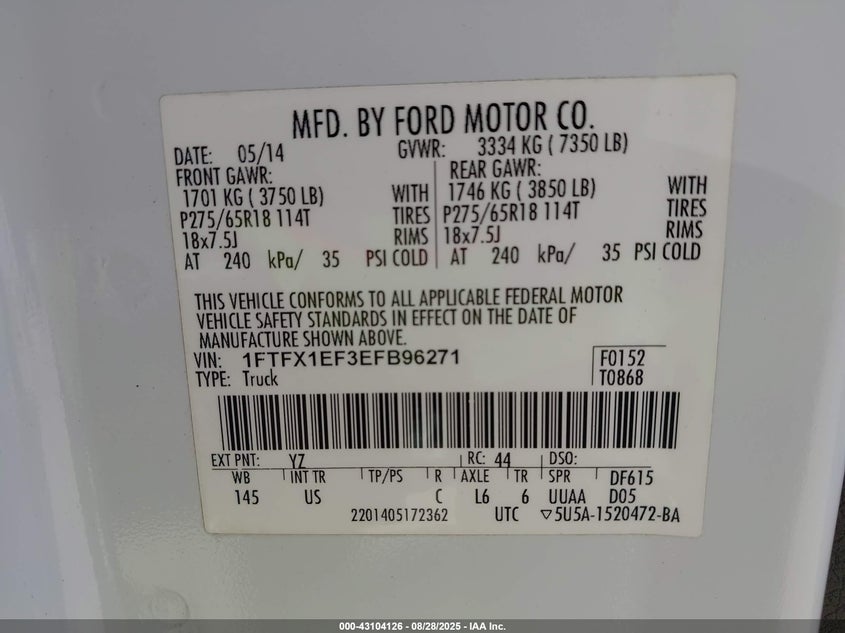 MFD. BY FORD MOTOR CO.
DATE: 05/14 GVWR: 3334 KG ( 7350 LB)
FRONT GAWR: REAR GAWR:
1701 KG ( 3750 LB) WITH 1746 KG ( 3850 LB) WITH
P275/65R18 114T TIRES P275/65R18 114T TIRES
18x7.5J RIMS 18x7.5J RIMS
AT 240 kPa/ 35 PSI COLD AT 240 kPa/ 35 PSI COLD
THIS VEHICLE CONFORMS TO ALL APPLICABLE FEDERAL MOTOR
VEHICLE SAFETY STANDARDS IN EFFECT ON THE DATE OF
MANUFACTURE SHOWN ABOVE.
VIN: 1FTFX1EF3EFB96271 F0152
TYPE: Truck T0868
EXT PNT: YZ RC: 44 DSO:
WB INT TR TP/PS R AXLE TR SPR DF615
145 US C L6 6 UUAA D05
2201405172362 UTC ▽5U5A-1520472-BA
000-43104126 - 08/28/2025 - IAA Inc.